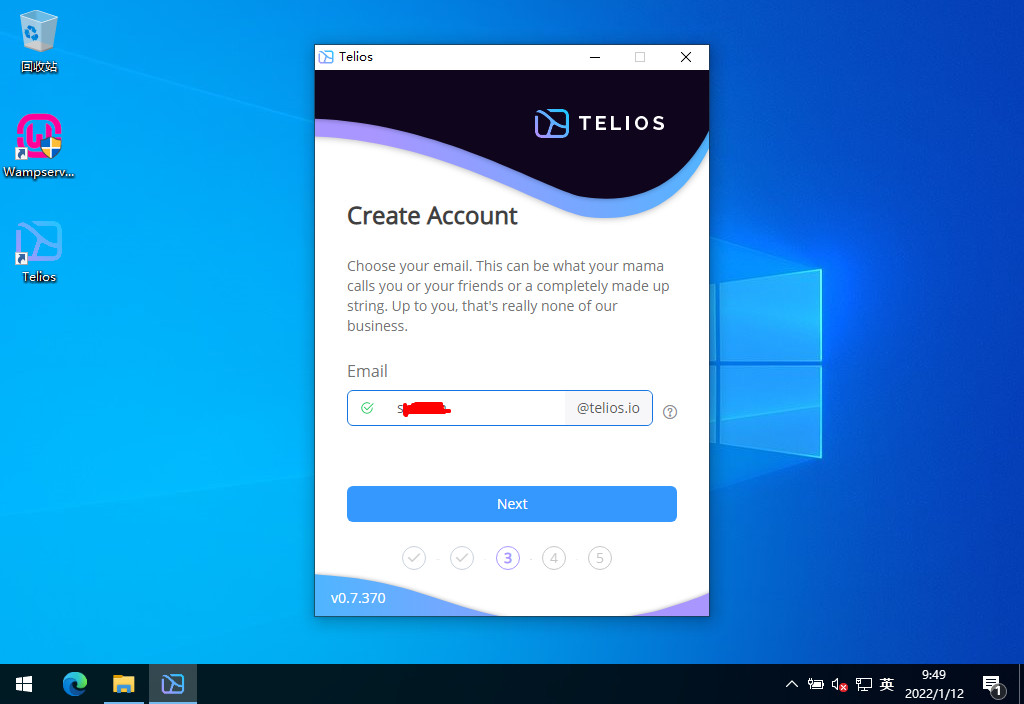 回收站
Wampserv...
Telios
Telios
TELIOS
Create Account
Choose your email. This can be what your mama
calls you or your friends or a completely made up
string. Up to you, that's really none of our
business.
Email
@telios.io
?
Next
3
4
5
v0.7.370
英
9:49
2022/1/12
1